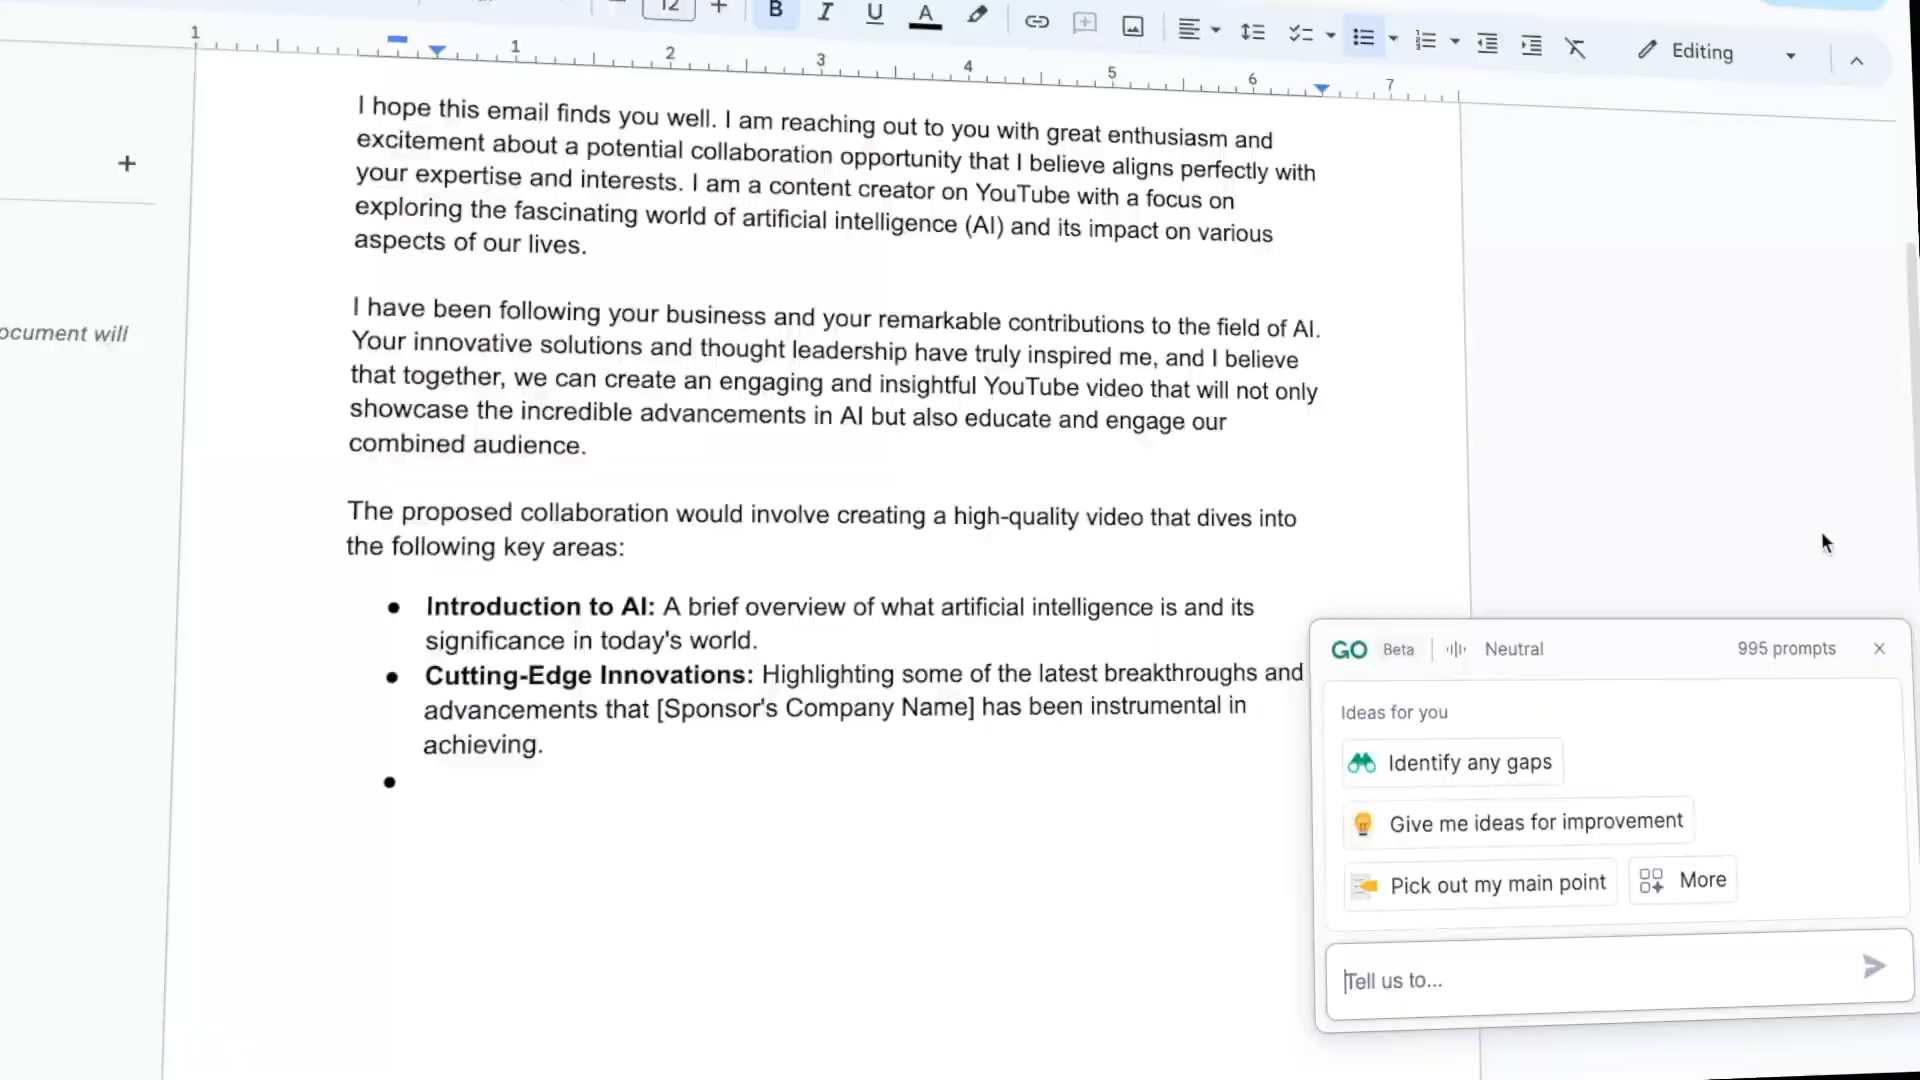 12
B I U A
Editing
1 1 2 3 4 5 6 7
I hope this email finds you well. I am reaching out to you with great enthusiasm and
excitement about a potential collaboration opportunity that I believe aligns perfectly with
your expertise and interests. I am a content creator on YouTube with a focus on
exploring the fascinating world of artificial intelligence (AI) and its impact on various
aspects of our lives.
I have been following your business and your remarkable contributions to the field of AI.
Your innovative solutions and thought leadership have truly inspired me, and I believe
that together, we can create an engaging and insightful YouTube video that will not only
showcase the incredible advancements in AI but also educate and engage our
combined audience.
The proposed collaboration would involve creating a high-quality video that dives into
the following key areas:
● Introduction to AI: A brief overview of what artificial intelligence is and its
significance in today's world.
● Cutting-Edge Innovations: Highlighting some of the latest breakthroughs and
advancements that [Sponsor's Company Name] has been instrumental in
achieving.
●
ocument will
GO Beta Neutral 995 prompts
Ideas for you
Identify any gaps
Give me ideas for improvement
Pick out my main point
More
Tell us to...